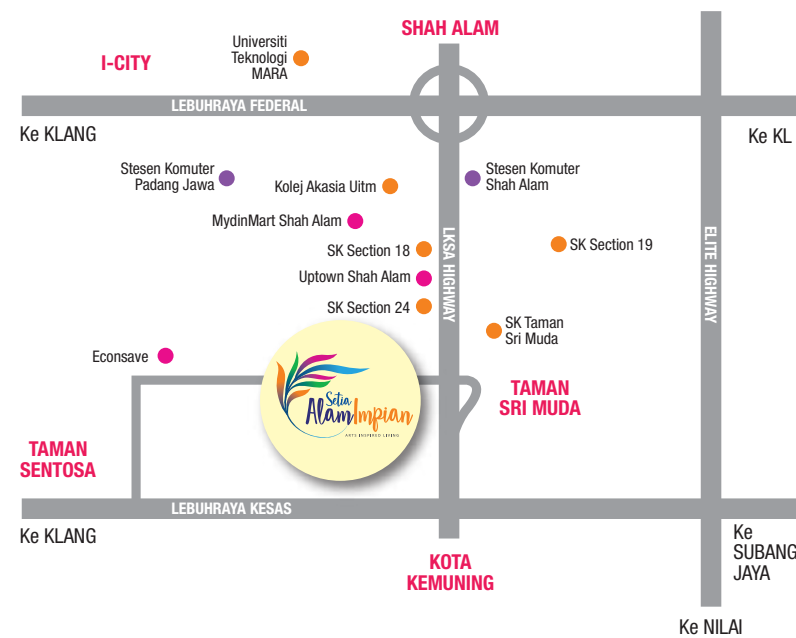 SHAH ALAM
Universiti
Teknologi
MARA
I-CITY
LEBUHRAYA FEDERAL
Ke KLANG
Ke KL
Stesen Komuter
Padang Jawa
Kolej Akasia Uitm
Stesen Komuter
Shah Alam
MydinMart Shah Alam
LKSA HIGHWAY
ELITE HIGHWAY
SK Section 18
SK Section 19
Uptown Shah Alam
SK Section 24
SK Taman
Sri Muda
Econsave
Setia
AlamImpian
ARTS INSPIRED LIVING
TAMAN
SRI MUDA
TAMAN
SENTOSA
LEBUHRAYA KESAS
Ke KLANG
Ke
SUBANG
JAYA
KOTA
KEMUNING
Ke NILAI